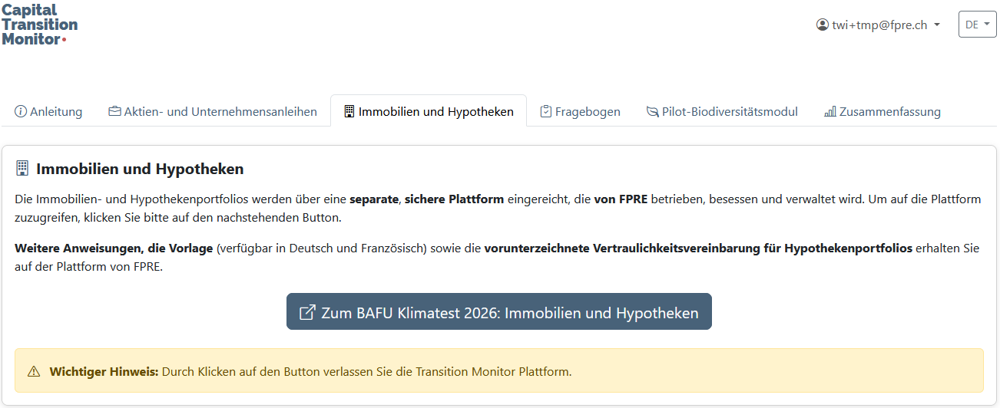 Capital
Transition
Monitor
twi+tmp@fpre.ch
DE
Anleitung
Aktien- und Unternehmensanleihen
Immobilien und Hypotheken
Fragebogen
Pilot-Biodiversitätsmodul
Zusammenfassung
Immobilien und Hypotheken
Die Immobilien- und Hypothekenportfolios werden über eine separate, sichere Plattform eingereicht, die von FPRE betrieben, besessen und verwaltet wird. Um auf die Plattform
zuzugreifen, klicken Sie bitte auf den nachstehenden Button.
Weitere Anweisungen, die Vorlage (verfügbar in Deutsch und Französisch) sowie die vorunterzeichnete Vertraulichkeitsvereinbarung für Hypothekenportfolios erhalten Sie
auf der Plattform von FPRE.
Zum BAFU Klimatest 2026: Immobilien und Hypotheken
Wichtiger Hinweis: Durch Klicken auf den Button verlassen Sie die Transition Monitor Plattform.